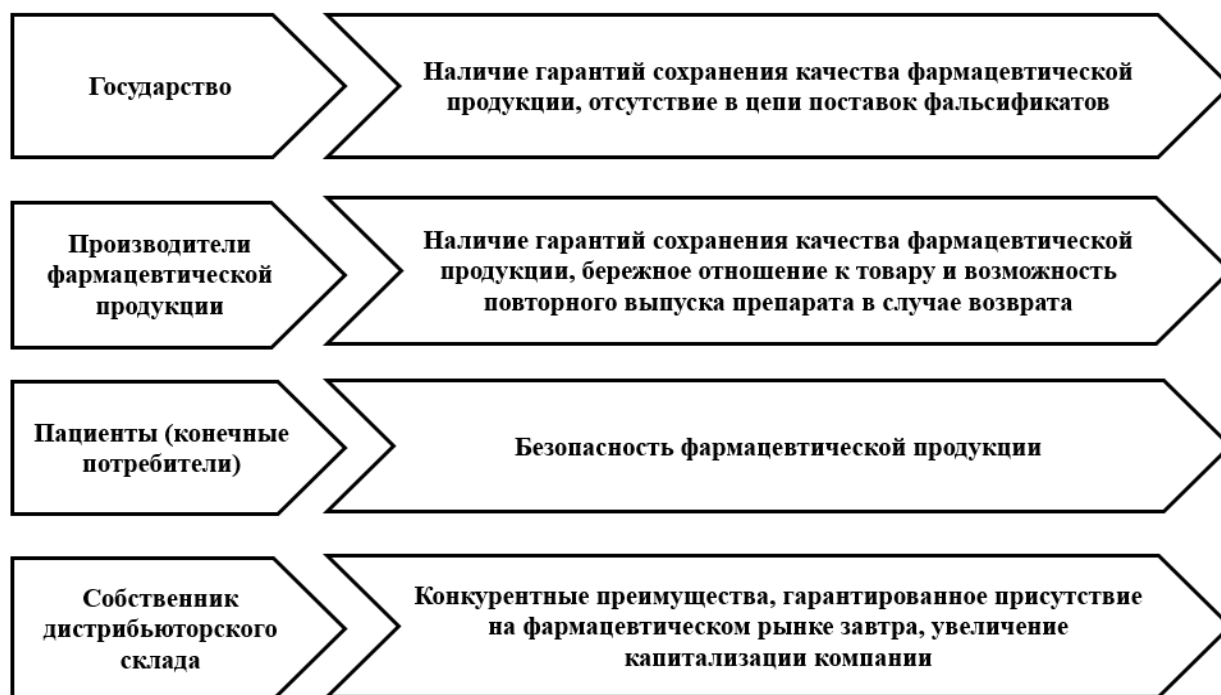 Государство
Наличие гарантий сохранения качества фармацевтической
продукции, отсутствие в цепи поставок фальсификатов
Производители
фармацевтической
продукции
Наличие гарантий сохранения качества фармацевтической
продукции, бережное отношение к товару и возможность
повторного выпуска препарата в случае возврата
Пациенты (конечные
потребители)
Безопасность фармацевтической продукции
Собственник
дистрибьюторского
склада
Конкурентные преимущества, гарантированное присутствие
на фармацевтическом рынке завтра, увеличение
капитализации компании